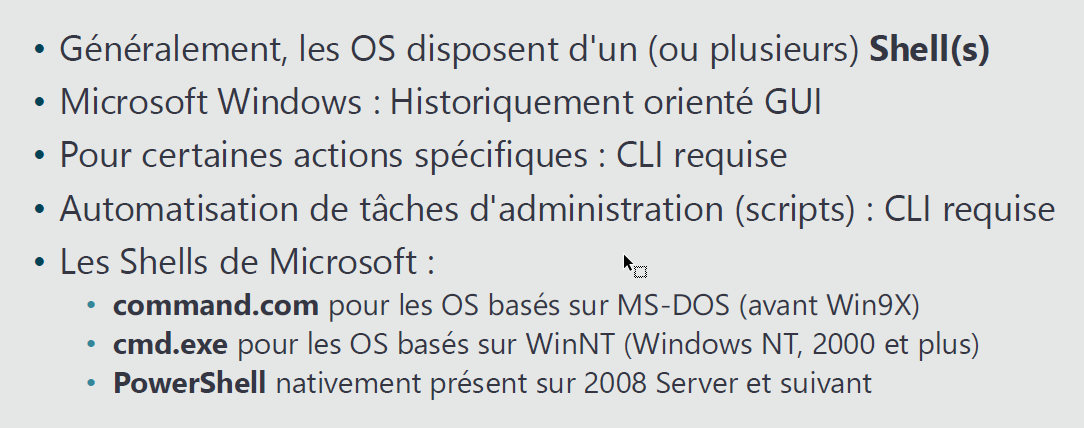 • Généralement, les OS disposent d'un (ou plusieurs) Shell(s)
• Microsoft Windows : Historiquement orienté GUI
• Pour certaines actions spécifiques : CLI requise
• Automatisation de tâches d'administration (scripts) : CLI requise
• Les Shells de Microsoft :
• command.com pour les OS basés sur MS-DOS (avant Win9X)
• cmd.exe pour les OS basés sur WinNT (Windows NT, 2000 et plus)
• PowerShell nativement présent sur 2008 Server et suivant